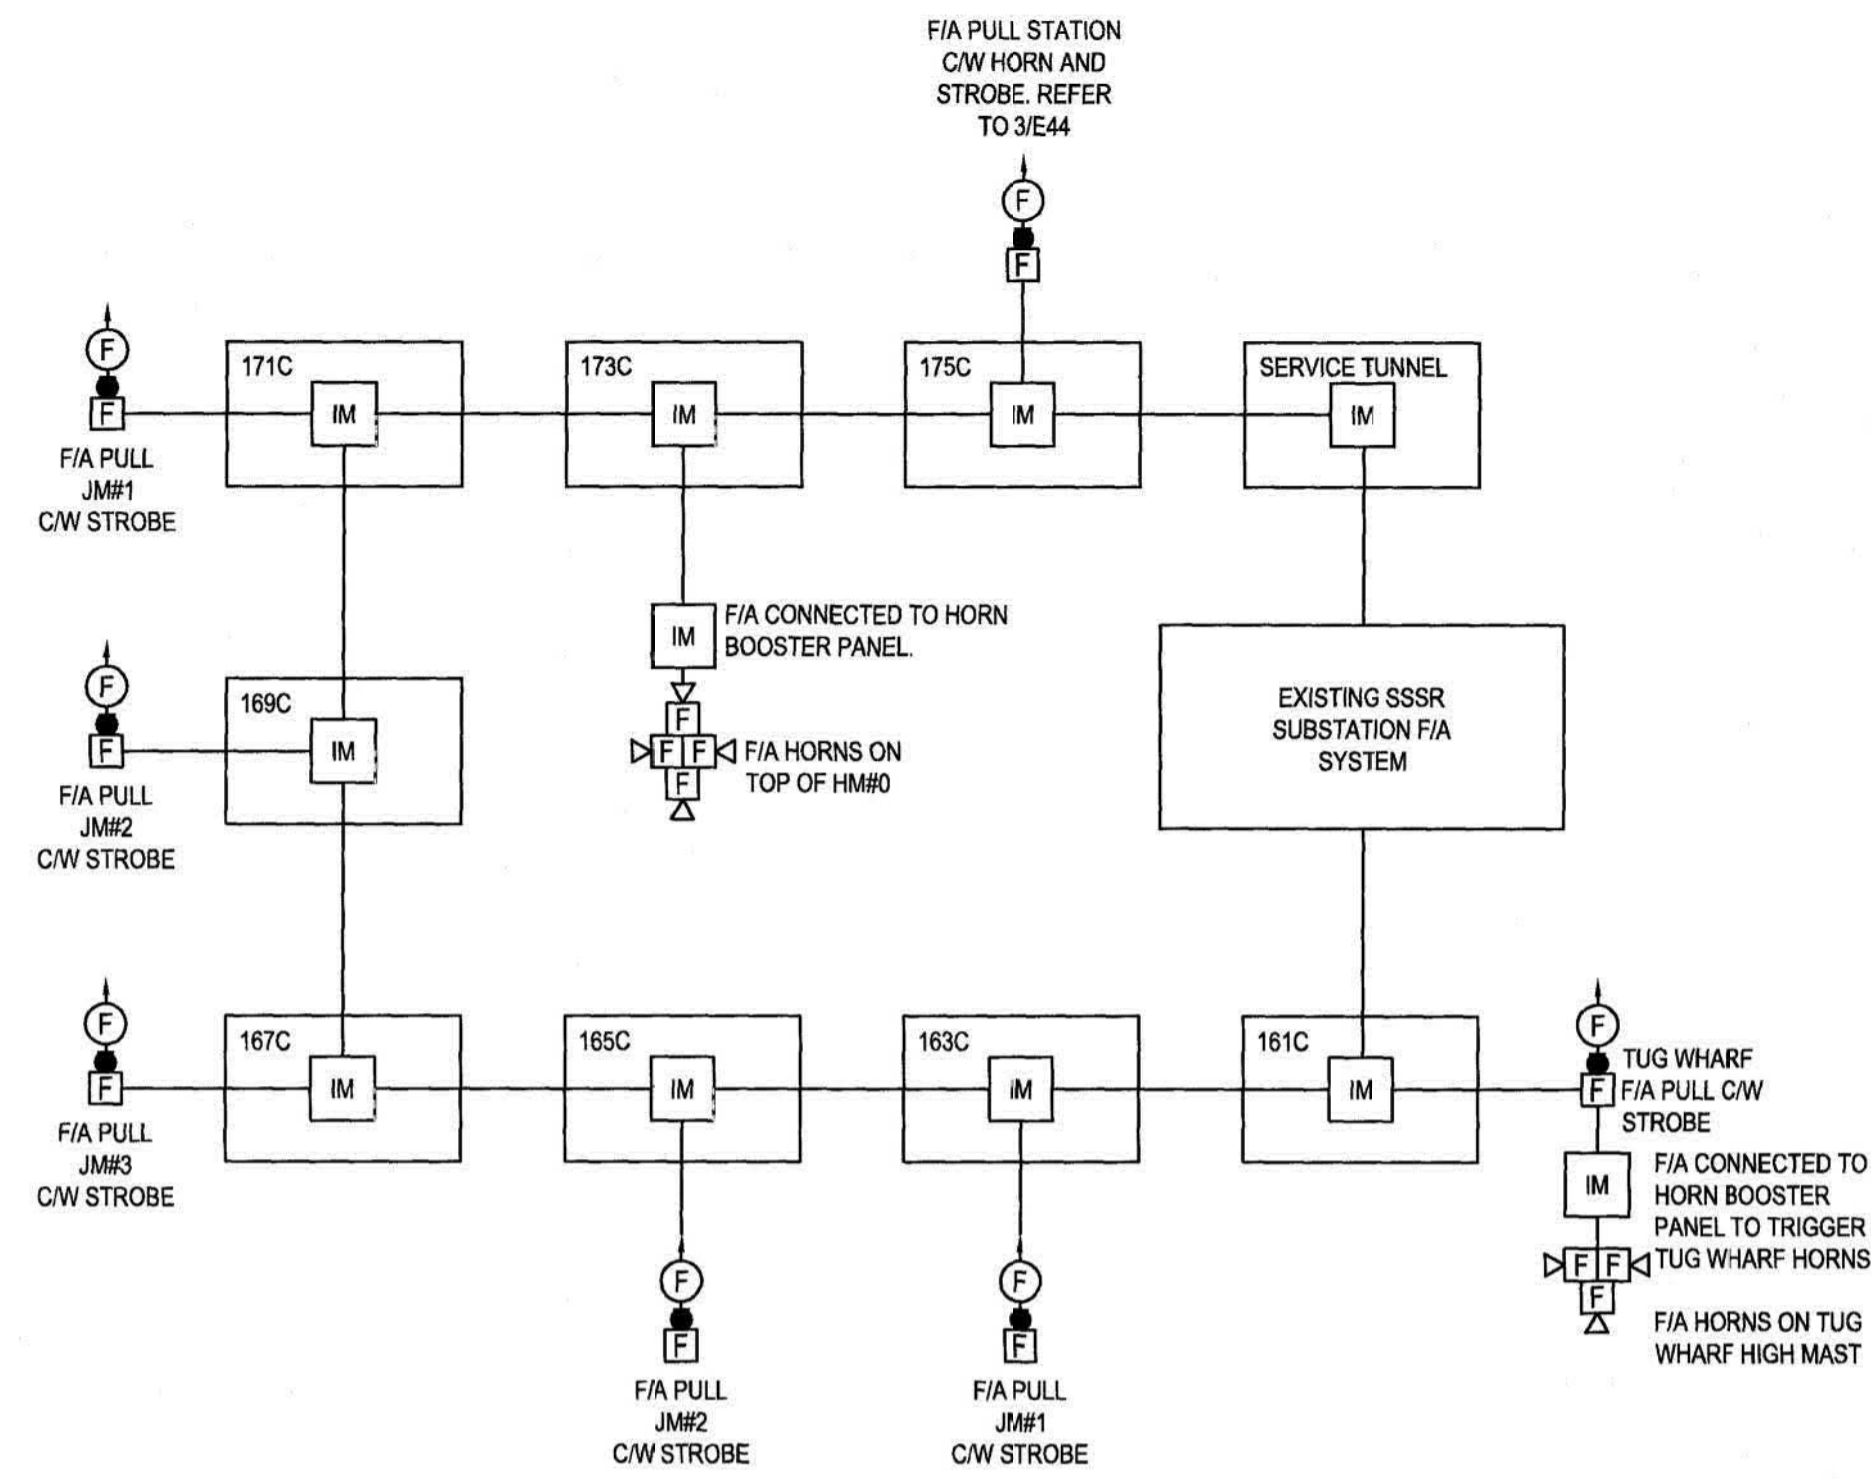 F/A PULL STATION
C/W HORN AND
STROBE. REFER
TO 3/E44
F
F
F
F
F/A PULL
JM#1
C/W STROBE
171C
IM
173C
IM
175C
IM
SERVICE TUNNEL
IM
IM
F/A CONNECTED TO HORN
BOOSTER PANEL.
F
F F
F
F/A HORNS ON
TOP OF HM#0
F
F
F/A PULL
JM#2
C/W STROBE
169C
IM
EXISTING SSSR
SUBSTATION F/A
SYSTEM
F
F
F/A PULL
JM#3
C/W STROBE
167C
IM
165C
IM
163C
IM
161C
IM
F
F
TUG WHARF
F/A PULL C/W
STROBE
IM
F/A CONNECTED TO
HORN BOOSTER
PANEL TO TRIGGER
TUG WHARF HORNS
F F
F
F/A HORNS ON TUG
WHARF HIGH MAST
F
F
F/A PULL
JM#2
C/W STROBE
F
F
F/A PULL
JM#1
C/W STROBE